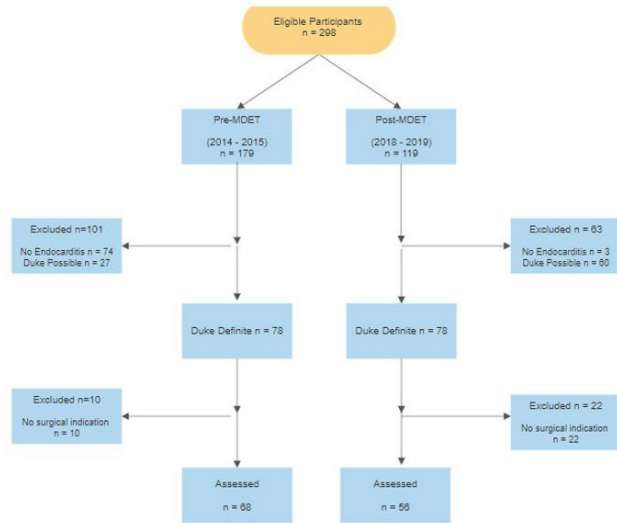 Eligible Participants
n = 298
Pre-MDET
(2014 - 2015)
n = 179
Post-MDET
(2018 - 2019)
n = 119
Excluded n=101
No Endocarditis n = 74
Duke Possible n = 27
Excluded n = 63
No Endocarditis n = 3
Duke Possible n = 60
Duke Definite n = 78
Duke Definite n = 78
Excluded n=10
No surgical indication
n = 10
Excluded n = 22
No surgical indication
n = 22
Assessed
n = 68
Assessed
n = 56